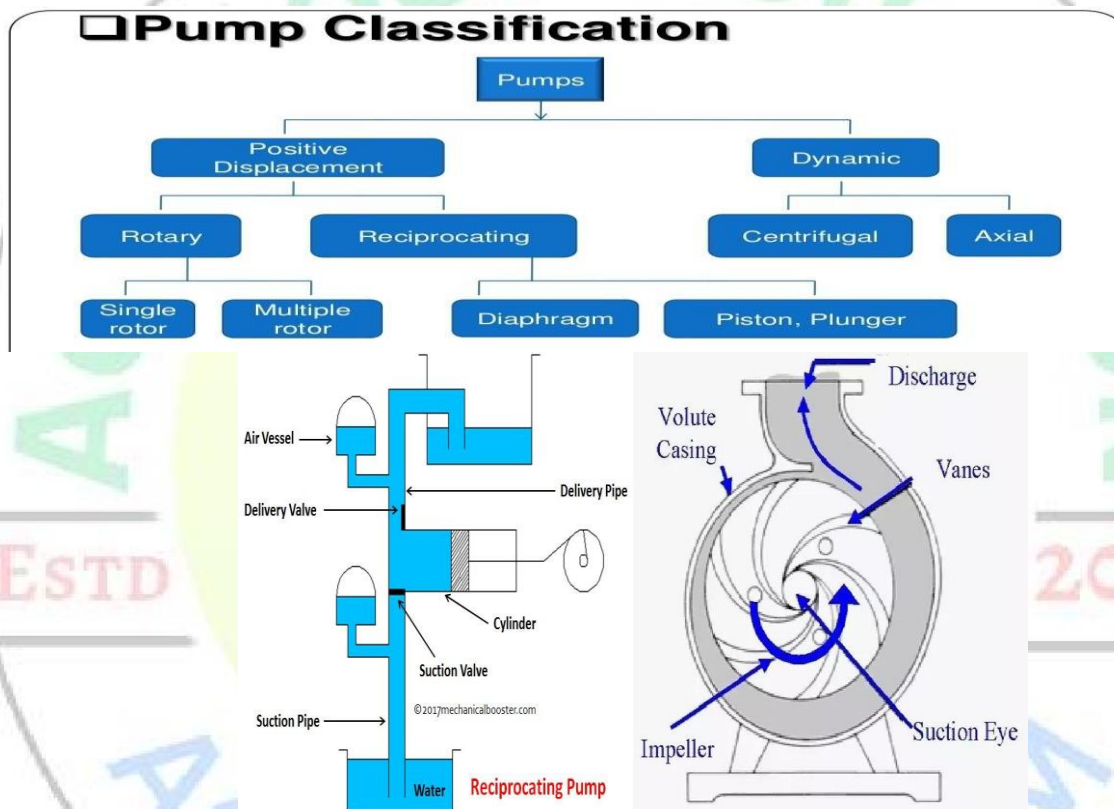 ❑Pump Classification
Pumps
Positive
Displacement
Dynamic
Rotary
Reciprocating
Centrifugal
Axial
Single
rotor
Multiple
rotor
Diaphragm
Piston, Plunger
Air Vessel
Delivery Pipe
Delivery Valve
Cylinder
Suction Valve
©2017mechanicalbooster.com
Suction Pipe
Water
Reciprocating Pump
Discharge
Volute
Casing
Vanes
Impeller
Suction Eye
ESTD